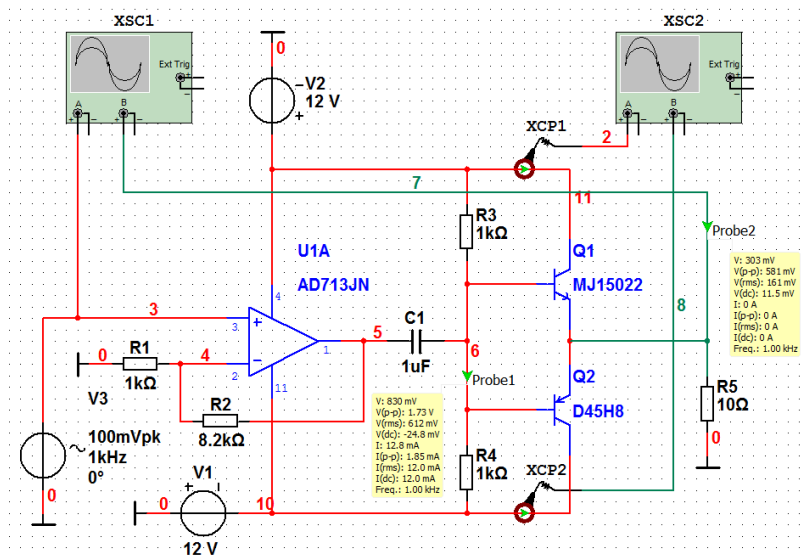 XSC1
XSC2
Ext Trig
A
B
Ext Trig
A
B
0
V2
12 V
XCP1
2
7
11
R3
1kΩ
Probe2
U1A
AD713JN
Q1
MJ15022
V: 303 mV
V(p-p): 581 mV
V(rms): 161 mV
V(dc): 11.5 mV
I: 0 A
I(p-p): 0 A
I(rms): 0 A
I(dc): 0 A
Freq.: 1.00 kHz
4
3
3
8
C1
5
1
1uF
6
0
R1
4
2
1kΩ
11
Probe1
Q2
D45H8
V3
R2
8.2kΩ
V: 830 mV
V(p-p): 1.73 V
V(rms): 612 mV
V(dc): -24.8 mV
I: 12.8 mA
I(p-p): 1.85 mA
I(rms): 12.0 mA
I(dc): 12.0 mA
Freq.: 1.00 kHz
R5
10Ω
0
100mVpk
1kHz
0°
R4
1kΩ
XCP2
V1
0
0
10
12 V